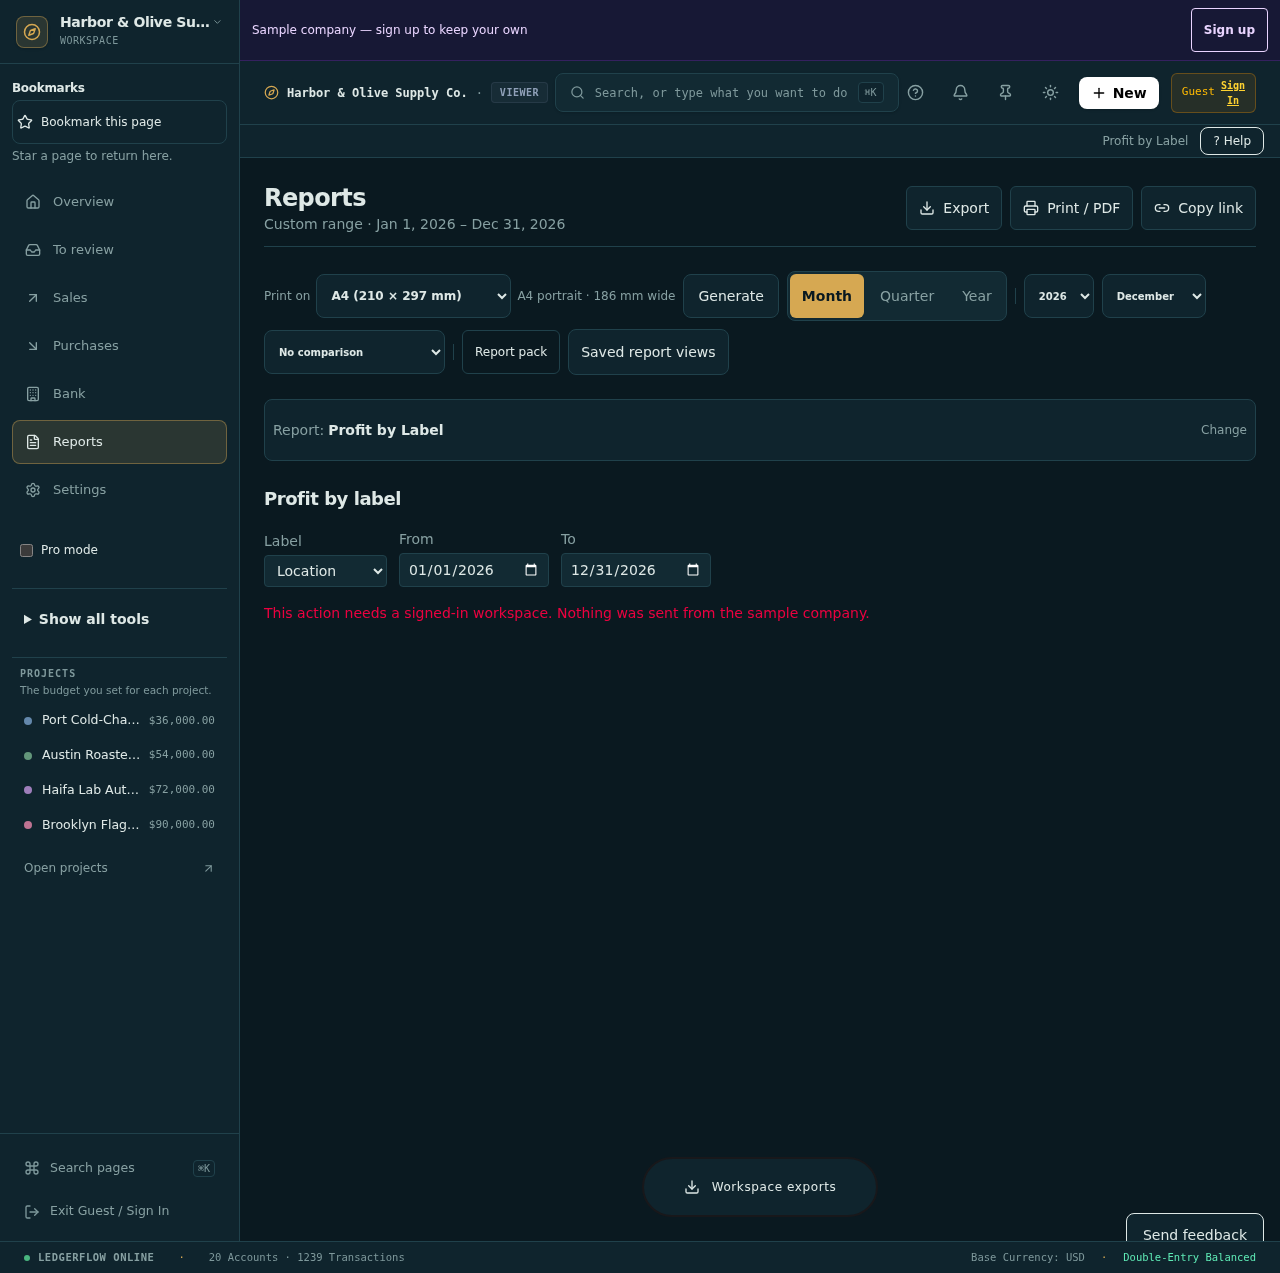 Harbor & Olive Su...
WORKSPACE
Bookmarks
Bookmark this page
Star a page to return here.
Overview
To review
Sales
Purchases
Bank
Reports
Settings
Pro mode
Show all tools
PROJECTS
The budget you set for each project.
Port Cold-Cha... $36,000.00
Austin Roaste... $54,000.00
Haifa Lab Aut... $72,000.00
Brooklyn Flag... $90,000.00
Open projects
Search pages ⌘K
Exit Guest / Sign In
Sample company — sign up to keep your own
Sign up
Harbor & Olive Supply Co. · VIEWER
Search, or type what you want to do ⌘K
+ New
Guest Sign In
Profit by Label
? Help
Reports
Custom range · Jan 1, 2026 – Dec 31, 2026
Export
Print / PDF
Copy link
Print on A4 (210 × 297 mm) A4 portrait · 186 mm wide Generate Month Quarter Year 2026 December
No comparison Report pack Saved report views
Report: Profit by Label Change
Profit by label
Label From To
Location 01/01/2026 12/31/2026
This action needs a signed-in workspace. Nothing was sent from the sample company.
Workspace exports
Send feedback
LEDGERFLOW ONLINE · 20 Accounts · 1239 Transactions
Base Currency: USD · Double-Entry Balanced